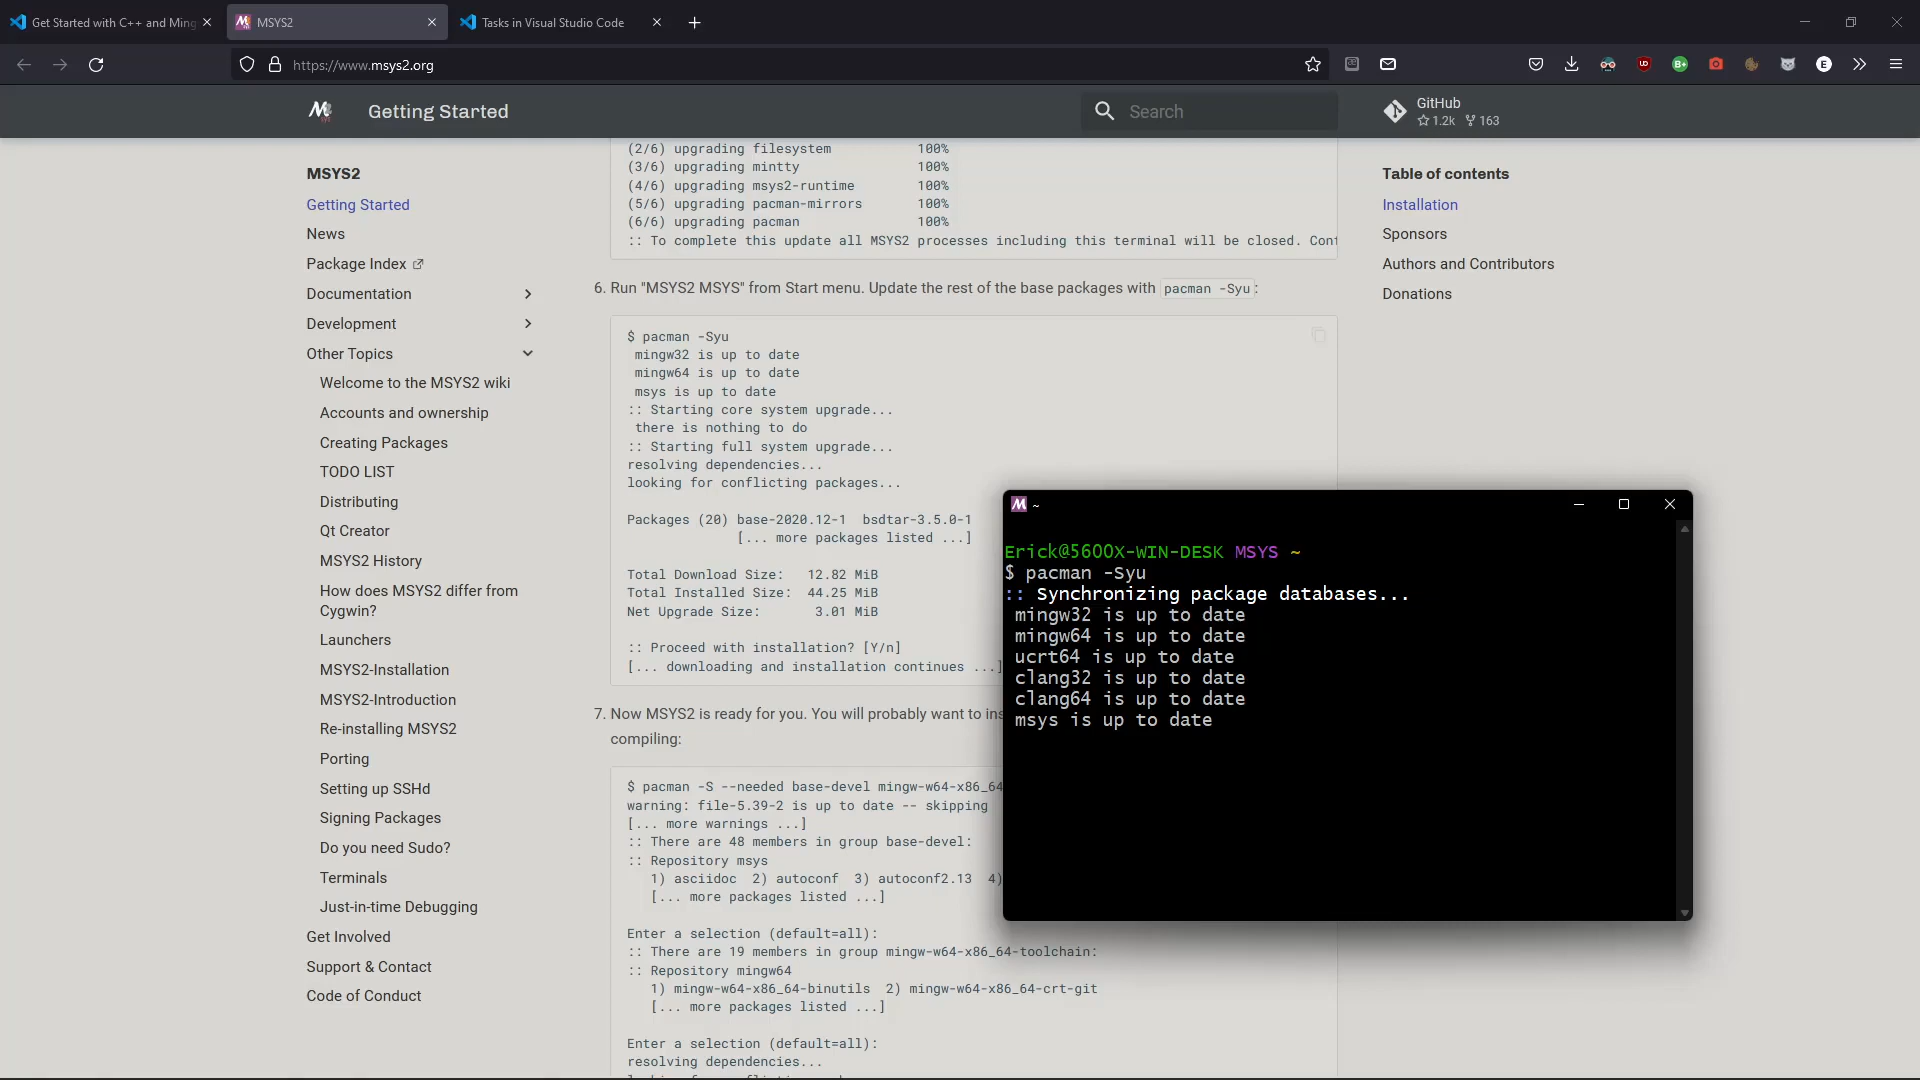 Get Started with C++ and Ming
MSYS2
Tasks in Visual Studio Code
https://www.msys2.org
Getting Started
Search
GitHub
1.2k 163
MSYS2
Getting Started
News
Package Index
Documentation
Development
Other Topics
Welcome to the MSYS2 wiki
Accounts and ownership
Creating Packages
TODO LIST
Distributing
Qt Creator
MSYS2 History
How does MSYS2 differ from
Cygwin?
Launchers
MSYS2-Installation
MSYS2-Introduction
Re-installing MSYS2
Porting
Setting up SSHd
Signing Packages
Do you need Sudo?
Terminals
Just-in-time Debugging
Get Involved
Support & Contact
Code of Conduct
(2/6) upgrading filesystem 100%
(3/6) upgrading mintty 100%
(4/6) upgrading msys2-runtime 100%
(5/6) upgrading pacman-mirrors 100%
(6/6) upgrading pacman 100%
:: To complete this update all MSYS2 processes including this terminal will be closed. Conf
6. Run "MSYS2 MSYS" from Start menu. Update the rest of the base packages with pacman -Syu:
$ pacman -Syu
mingw32 is up to date
mingw64 is up to date
msys is up to date
:: Starting core system upgrade...
there is nothing to do
:: Starting full system upgrade...
resolving dependencies...
looking for conflicting packages...
Packages (20) base-2020.12-1 bsdtar-3.5.0-1
[... more packages listed ...]
Total Download Size: 12.82 MiB
Total Installed Size: 44.25 MiB
Net Upgrade Size: 3.01 MiB
:: Proceed with installation? [Y/n]
[... downloading and installation continues ...]
7. Now MSYS2 is ready for you. You will probably want to ins
compiling:
$ pacman -S --needed base-devel mingw-w64-x86_64
warning: file-5.39-2 is up to date -- skipping
[... more warnings ...]
:: There are 48 members in group base-devel:
:: Repository msys
1) asciidoc 2) autoconf 3) autoconf2.13 4)
[... more packages listed ...]
Enter a selection (default=all):
:: There are 19 members in group mingw-w64-x86_64-toolchain:
:: Repository mingw64
1) mingw-w64-x86_64-binutils 2) mingw-w64-x86_64-crt-git
[... more packages listed ...]
Enter a selection (default=all):
resolving dependencies...
Table of contents
Installation
Sponsors
Authors and Contributors
Donations
~
Erick@5600X-WIN-DESK MSYS ~
$ pacman -Syu
:: Synchronizing package databases...
mingw32 is up to date
mingw64 is up to date
ucrt64 is up to date
clang32 is up to date
clang64 is up to date
msys is up to date